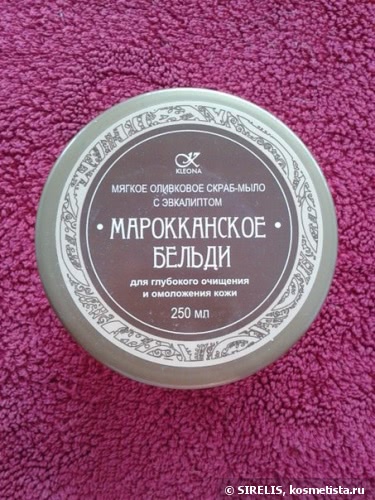 KLEONA
МЯГКОЕ ОЛИВКОВОЕ СКРАБ-МЫЛО
С ЭВКАЛИПТОМ
• МАРОККАНСКОЕ •
БЕЛЬДИ
для глубокого очищения
и омоложения кожи
250 мл
© SIRELIS, kosmetista.ru